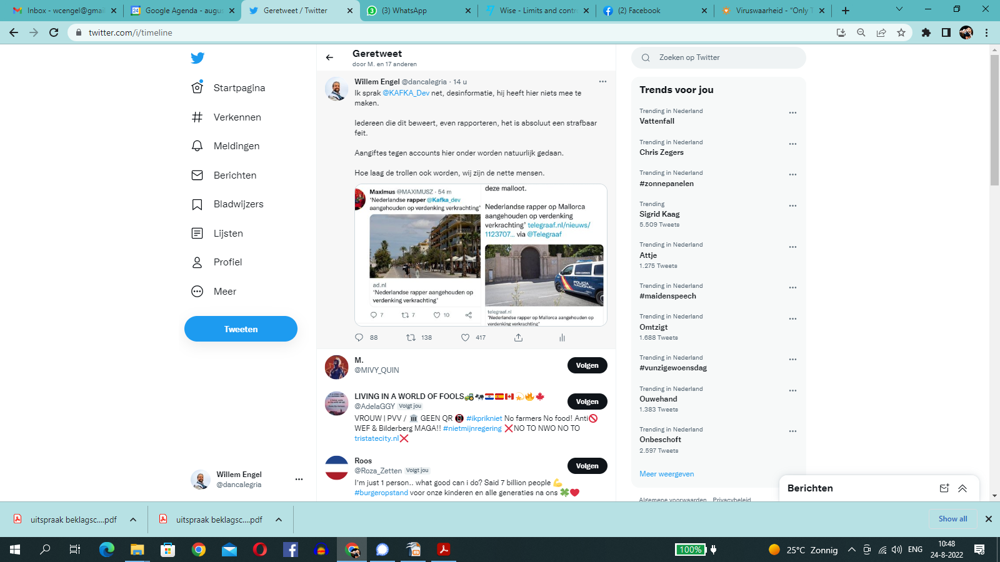 Inbox - wcengel@gmai
Google Agenda - augus
Geretweet / Twitter
(3) WhatsApp
Wise - Limits and contr
(2) Facebook
Viruswaarheid - "Only T
twitter.com/i/timeline
Startpagina
Verkennen
Meldingen
Berichten
Bladwijzers
Lijsten
Profiel
Meer
Tweeten
Willem Engel
@dancalegria
Geretweet
door M. en 17 anderen
Willem Engel @dancalegria · 14 u
Ik sprak @KAFKA_Dev net, desinformatie, hij heeft hier niets mee te
maken.
Iedereen die dit beweert, even rapporteren, het is absoluut een strafbaar
feit.
Aangiftes tegen accounts hier onder worden natuurlijk gedaan.
Hoe laag de trollen ook worden, wij zijn de nette mensen.
Maximus @MAXIMUSZ · 54 m
'Nederlandse rapper @Kafka_dev
aangehouden op verdenking verkrachting'
ad.nl
'Nederlandse rapper aangehouden op
verdenking verkrachting'
7 7 10
deze malloot.
Nederlandse rapper op Mallorca
aangehouden op verdenking
verkrachting' telegraaf.nl/nieuws/
1123707... via @Telegraaf
POLICIA
NACIONAL
telegraaf.nl
'Nederlandse rapper op Mallorca aangehouden op
verdenking verkrachting'
88 138 417
M.
@MIVY_QUIN
Volgen
LIVING IN A WORLD OF FOOLS🚜🐄🇭🇷🇪🇸🇨🇦💫🔥🍁
@AdelaGGY Volgt jou
Volgen
VROUW | PVV / 🏛 GEEN QR 📵 #ikprikniet No farmers No food! Anti🚫
WEF & Bilderberg MAGA!! #nietmijnregering ❌NO TO NWO NO TO
tristatecity.nl❌
Roos
@Roza_Zetten Volgt jou
Volgen
I'm just 1 person.. what good can i do? Said 7 billion people 💪
#burgeropstand voor onze kinderen en alle generaties na ons 🍀❤
Zoeken op Twitter
Trends voor jou
Trending in Nederland
Vattenfall
Trending in Nederland
Chris Zegers
Trending in Nederland
#zonnepanelen
Trending
Sigrid Kaag
5.509 Tweets
Trending in Nederland
Attje
1.275 Tweets
Trending in Nederland
#maidenspeech
Trending in Nederland
Omtzigt
1.688 Tweets
Trending in Nederland
#vunzigewoensdag
Trending in Nederland
Ouwehand
1.383 Tweets
Trending in Nederland
Onbeschoft
2.597 Tweets
Meer weergeven
Algemene voorwaarden Privacybeleid
Berichten
uitspraak beklagsc....pdf
uitspraak beklagsc....pdf
Show all
100%
25°C Zonnig
ENG
10:48
24-8-2022